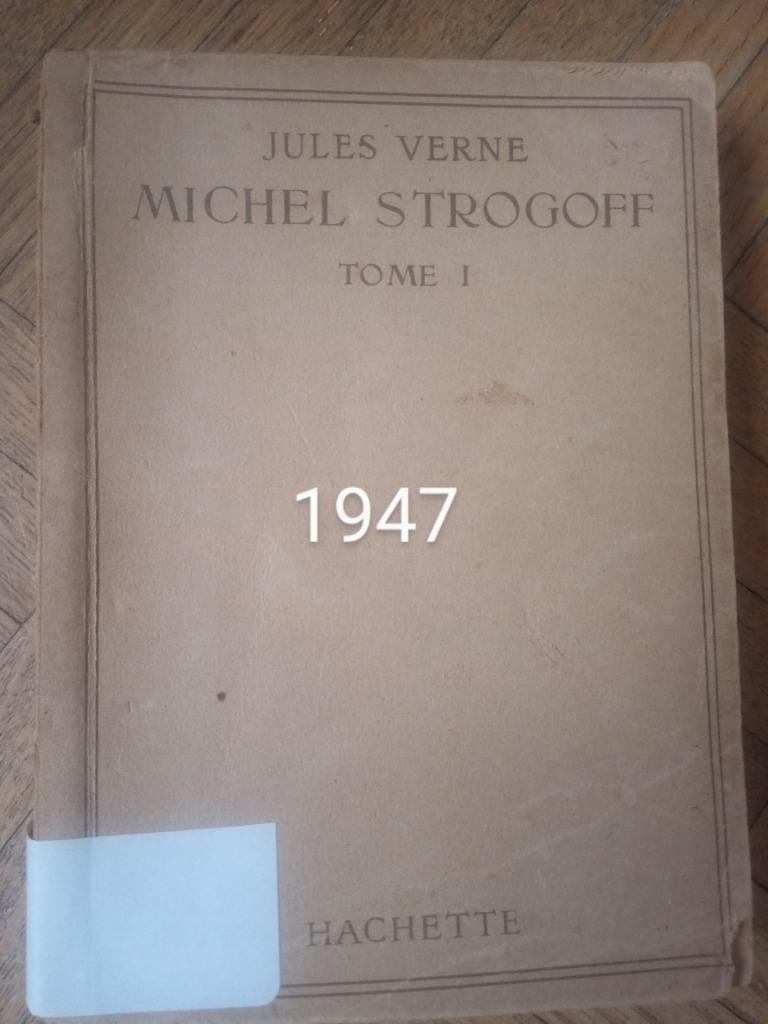 JULES VERNE
MICHEL STROGOFF
TOME I
1947
HACHETTE